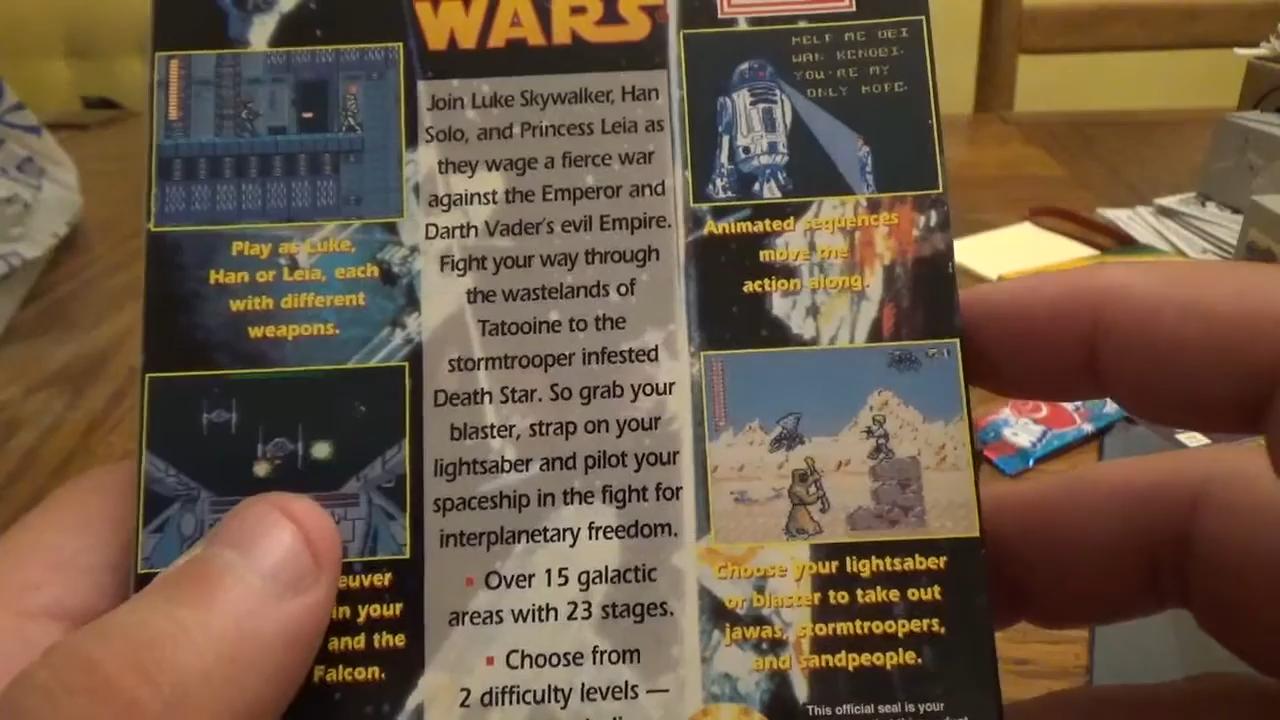 WARS
Play as Luke,
Han or Leia, each
with different
weapons.
euver
in your
and the
Falcon.
Join Luke Skywalker, Han
Solo, and Princess Leia as
they wage a fierce war
against the Emperor and
Darth Vader's evil Empire.
Fight your way through
the wastelands of
Tatooine to the
stormtrooper infested
Death Star. So grab your
blaster, strap on your
lightsaber and pilot your
spaceship in the fight for
interplanetary freedom.
▪ Over 15 galactic
areas with 23 stages.
▪ Choose from
2 difficulty levels —
HELP ME OBI
WAN KENOBI.
YOU'RE MY
ONLY HOPE.
Animated sequences
move the
action along.
Choose your lightsaber
or blaster to take out
jawas, stormtroopers,
and sandpeople.
This official seal is your